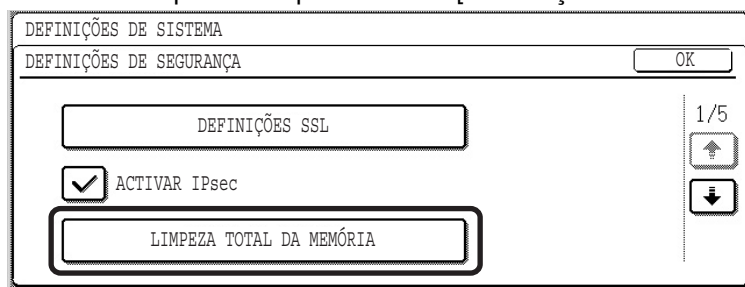 DEFINIÇÕES DE SISTEMA
DEFINIÇÕES DE SEGURANÇA OK
DEFINIÇÕES SSL
1/5
ACTIVAR IPsec
LIMPEZA TOTAL DA MEMÓRIA